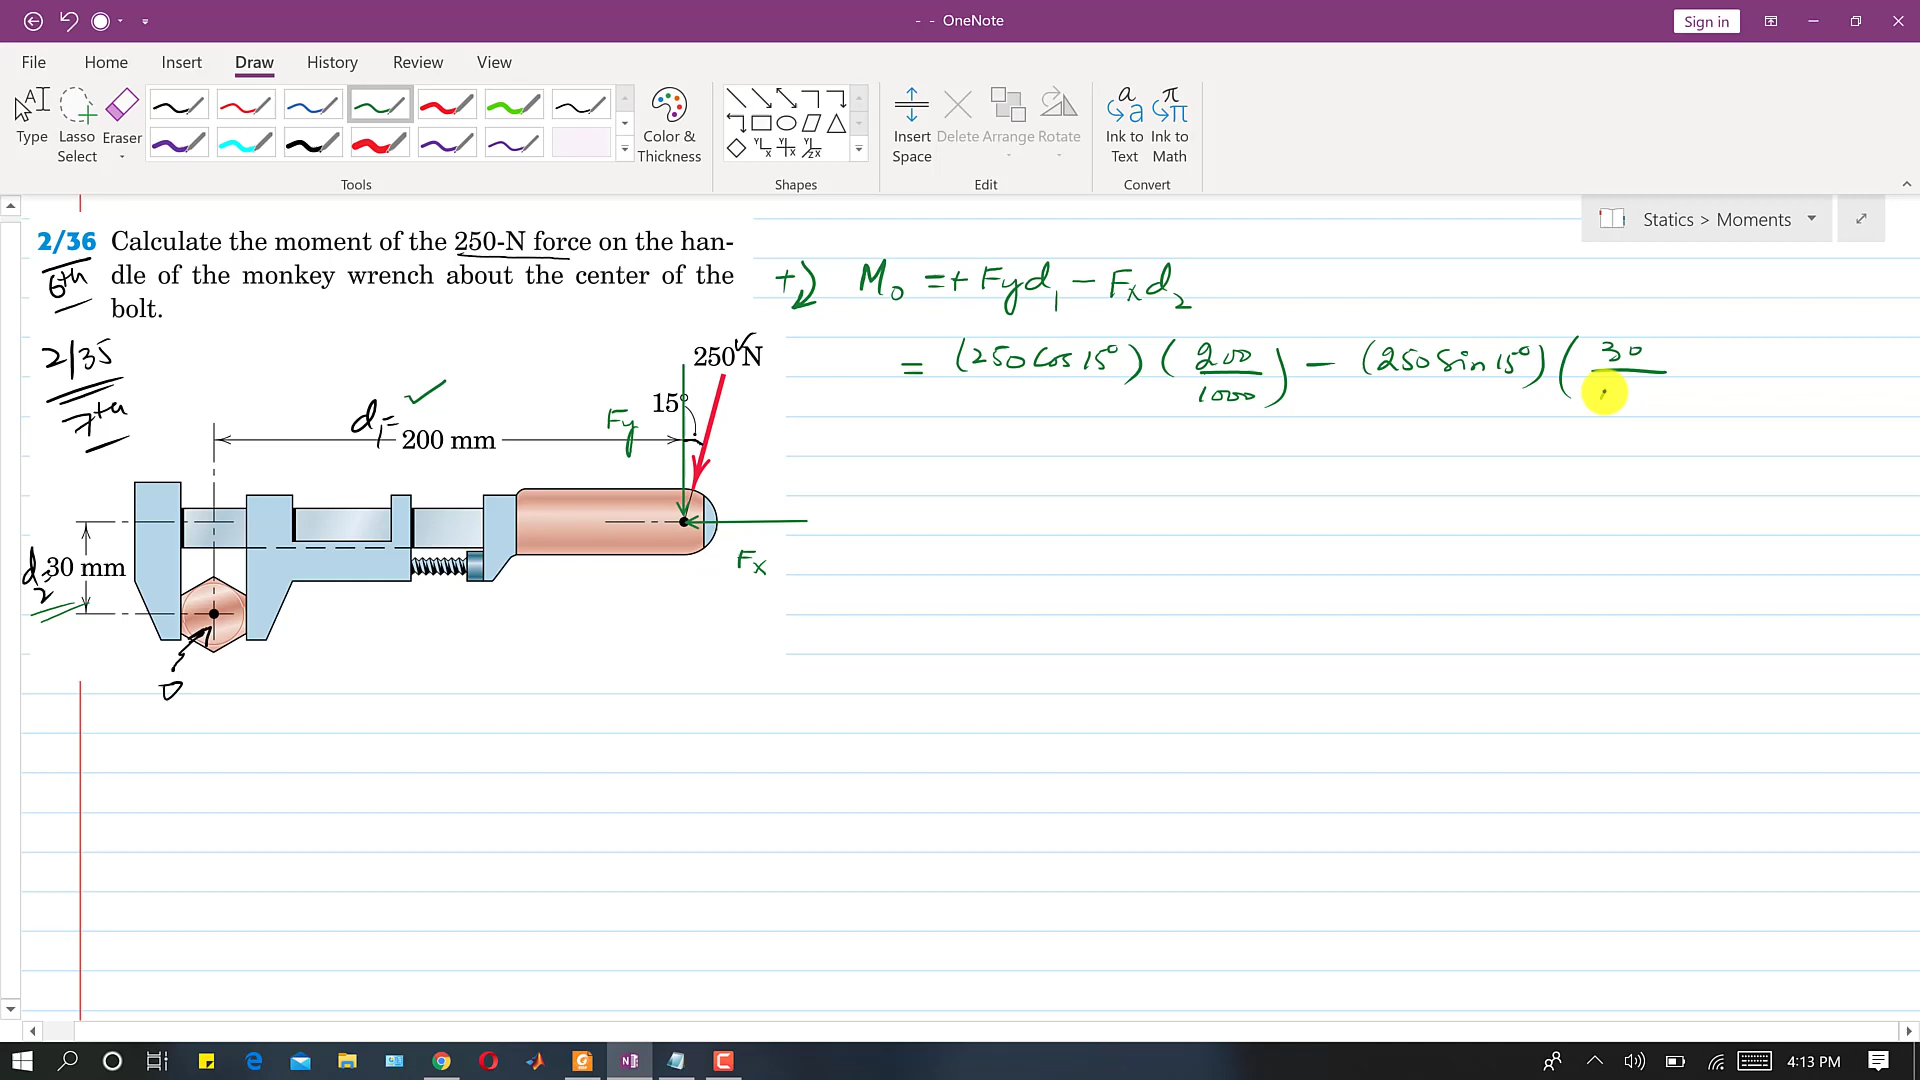 - - OneNote
Sign in
File Home Insert Draw History Review View
Type
Lasso Select
Eraser
Color & Thickness
Insert Space
Delete Arrange Rotate
Ink to Text
Ink to Math
Tools Shapes Edit Convert
Statics > Moments
2/36 Calculate the moment of the 250-N force on the han-
dle of the monkey wrench about the center of the
bolt.
6th
2/35
7th
+ M₀ = + Fyd₁ − Fₓd₂
= (250 cos 15°) (200/1000) − (250 sin 15°) (30/
250 N
15°
Fy
d₁=
200 mm
Fx
d₂=
30 mm
O
4:13 PM